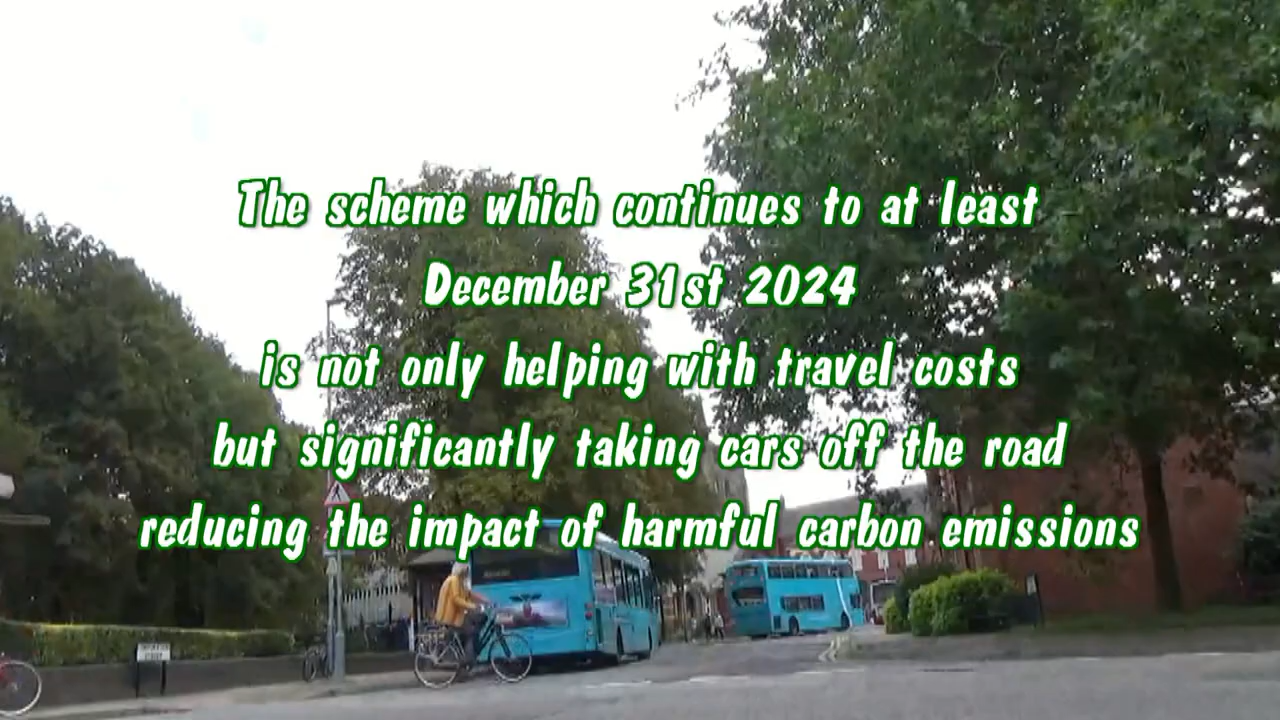 The scheme which continues to at least
December 31st 2024
is not only helping with travel costs
but significantly taking cars off the road
reducing the impact of harmful carbon emissions